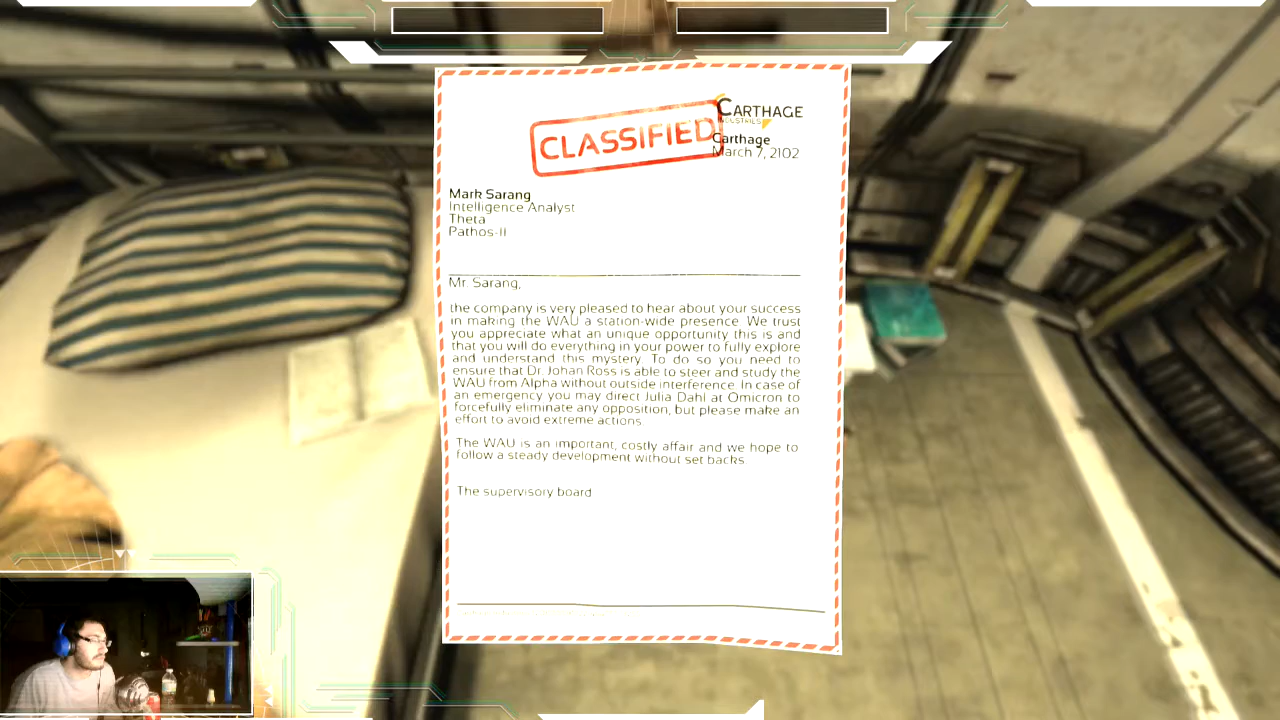 CARTHAGE
INDUSTRIES
CLASSIFIED
Carthage
March 7, 2102
Mark Sarang
Intelligence Analyst
Theta
Pathos-II
Mr. Sarang,
the company is very pleased to hear about your success
in making the WAU a station-wide presence. We trust
you appreciate what an unique opportunity this is and
that you will do everything in your power to fully explore
and understand this mystery. To do so you need to
ensure that Dr. Johan Ross is able to steer and study the
WAU from Alpha without outside interference. In case of
an emergency you may direct Julia Dahl at Omicron to
forcefully eliminate any opposition, but please make an
effort to avoid extreme actions.
The WAU is an important, costly affair and we hope to
follow a steady development without set backs.
The supervisory board